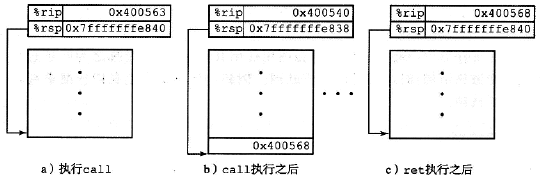 %rip 0x400563
%rsp 0x7fffffffe840
a）执行call
%rip 0x400540
%rsp 0x7fffffffe838
0x400568
b）call执行之后
...
%rip 0x400568
%rsp 0x7fffffffe840
c）ret执行之后